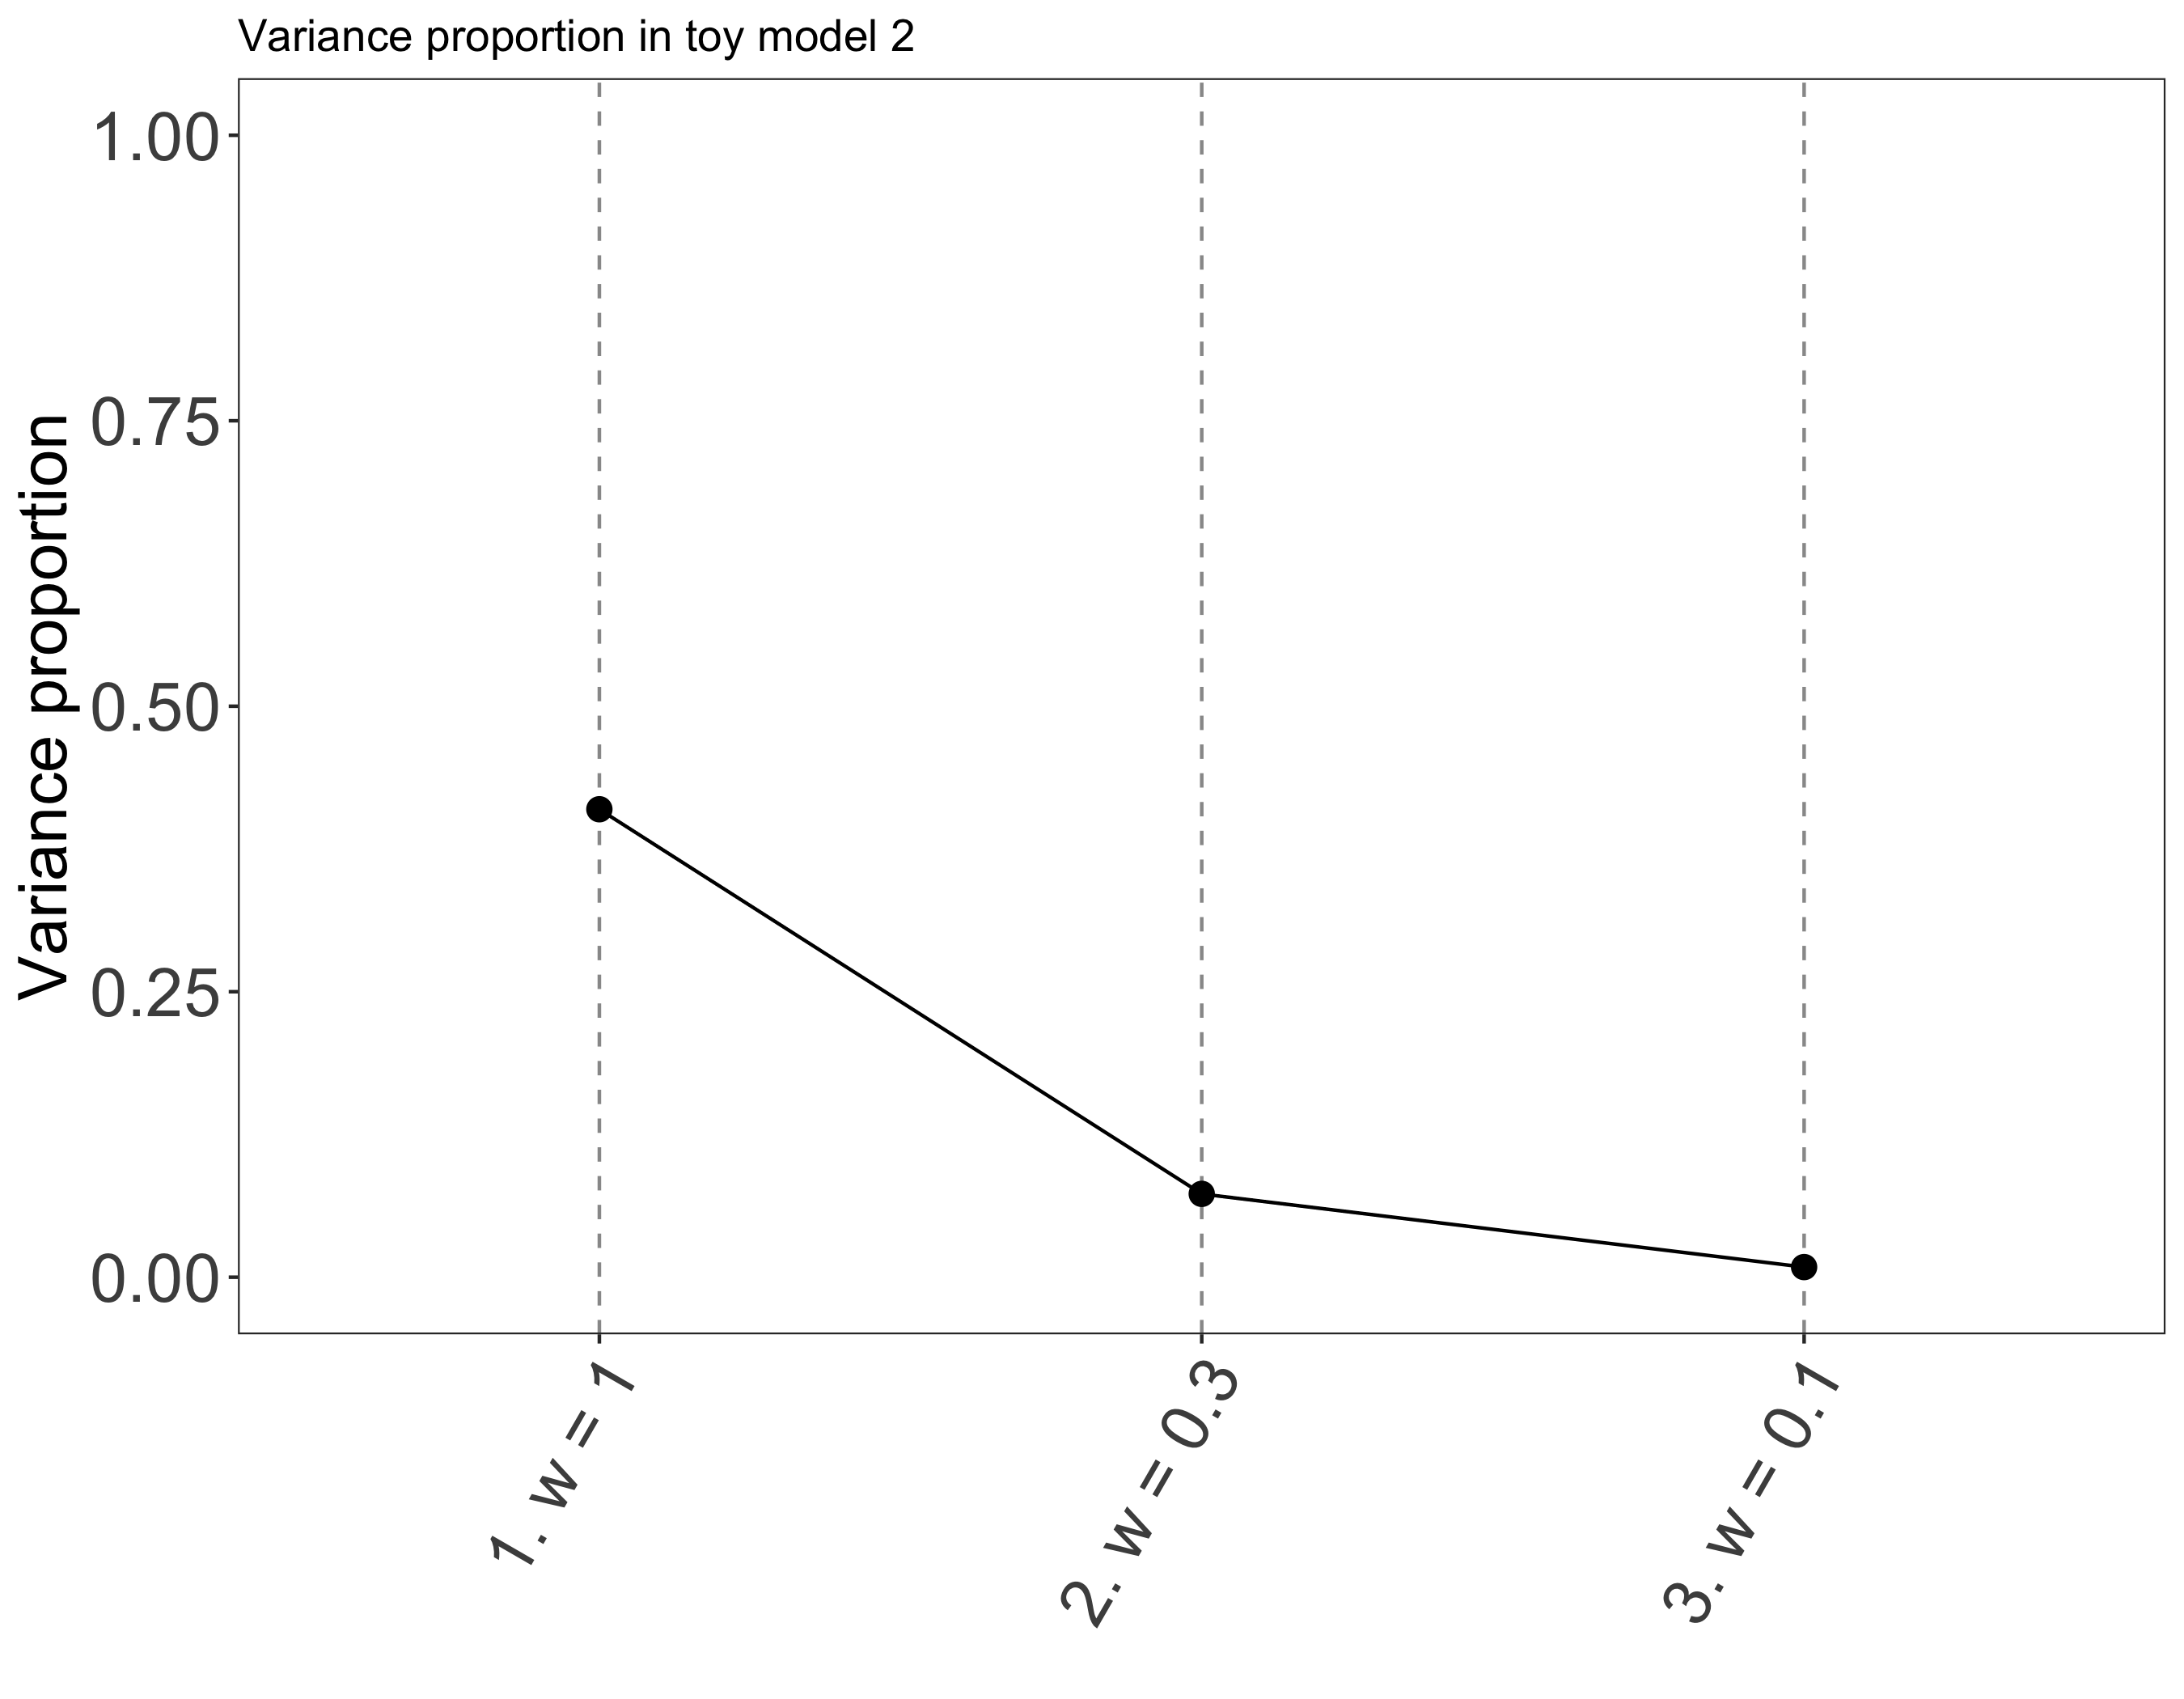 Variance proportion in toy model 2
Variance proportion
1.00
0.75
0.50
0.25
0.00
1. w = 1
2. w = 0.3
3. w = 0.1